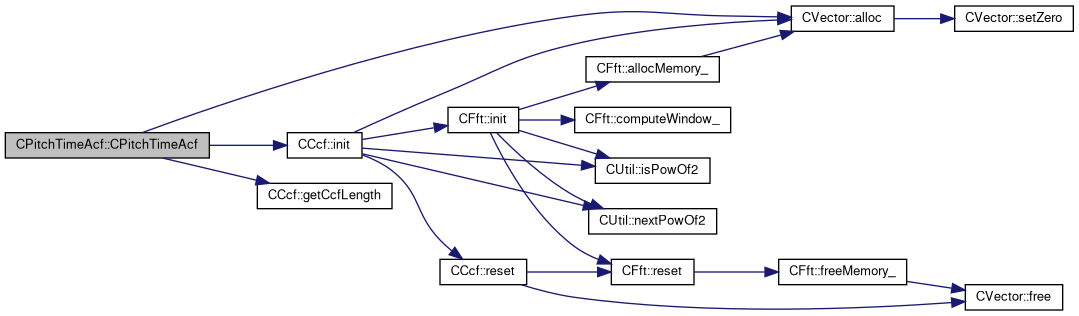 CVector::alloc
CVector::setZero
CFft::allocMemory_
CFft::init
CFft::computeWindow_
CPitchTimeAcf::CPitchTimeAcf
CCcf::init
CUtil::isPowOf2
CCcf::getCcfLength
CUtil::nextPowOf2
CCcf::reset
CFft::reset
CFft::freeMemory_
CVector::free